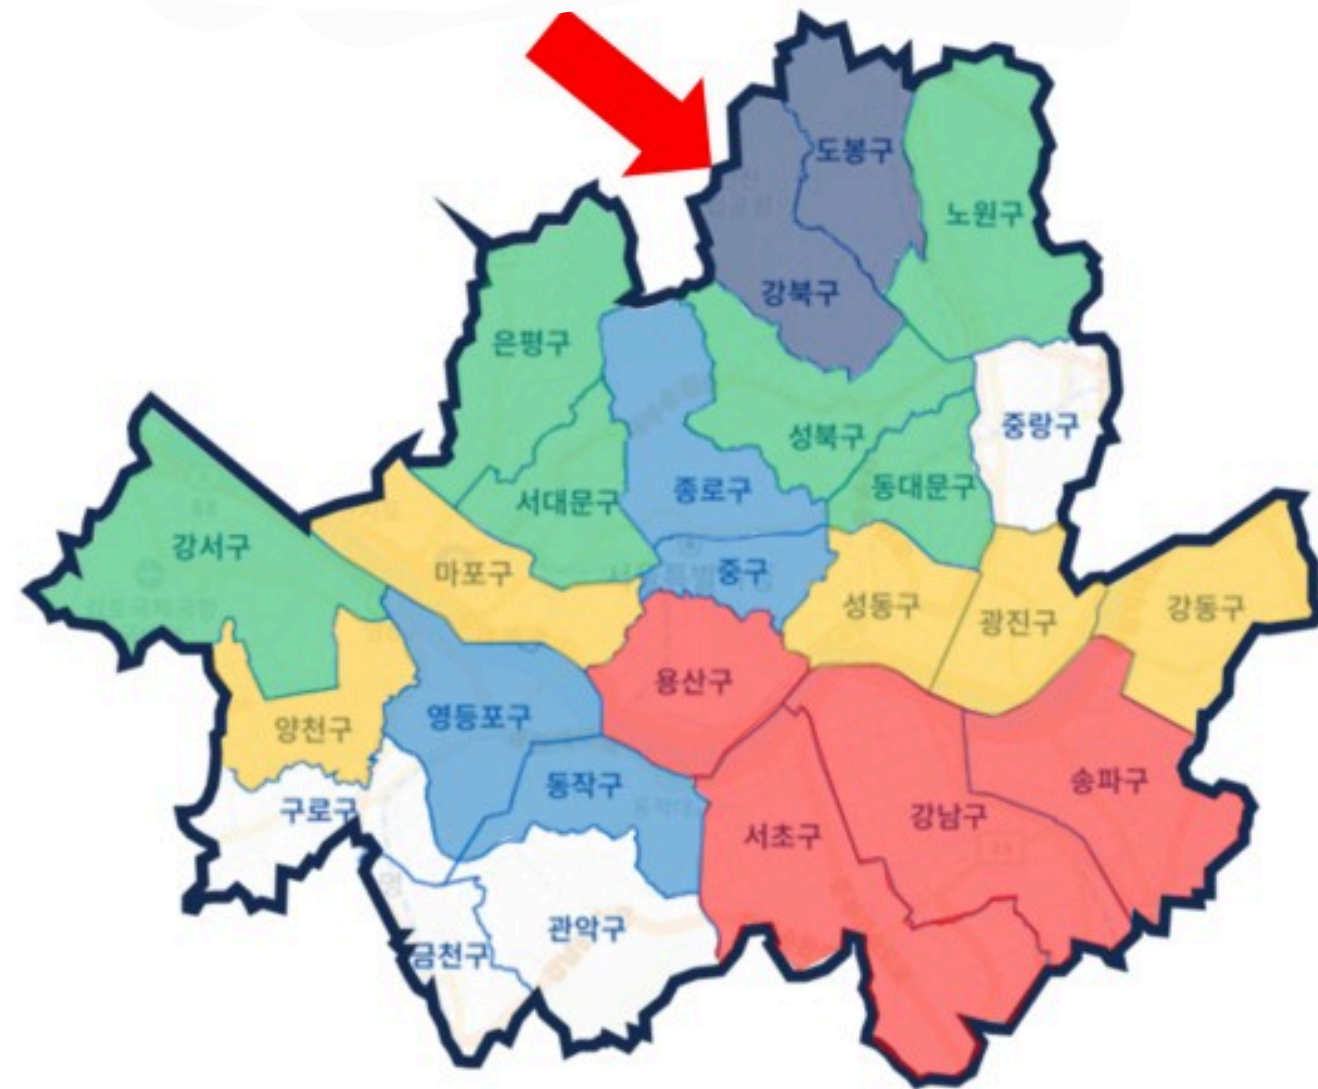 도봉구
노원구
강북구
은평구
중랑구
성북구
종로구
동대문구
서대문구
강서구
마포구
중구
성동구
광진구
강동구
용산구
영등포구
양천구
동작구
송파구
구로구
강남구
서초구
관악구
금천구